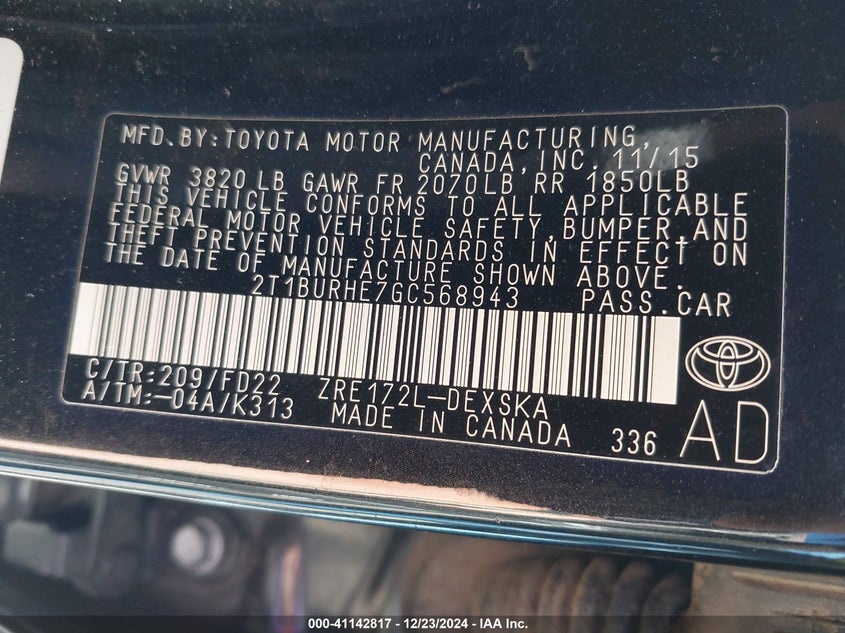 MFD.BY:TOYOTA MOTOR MANUFACTURING,
CANADA,INC. 11/15
GVWR 3820 LB GAWR FR 2070LB RR 1850LB
THIS VEHICLE CONFORMS TO ALL APPLICABLE
FEDERAL MOTOR VEHICLE SAFETY,BUMPER,AND
THEFT PREVENTION STANDARDS IN EFFECT ON
THE DATE OF MANUFACTURE SHOWN ABOVE.
2T1BURHE7GC568943 PASS.CAR
C/TR:209/FD22 ZRE172L-DEXSKA
A/TM:-04A/K313 MADE IN CANADA 336 AD
000-41142817 - 12/23/2024 - IAA Inc.